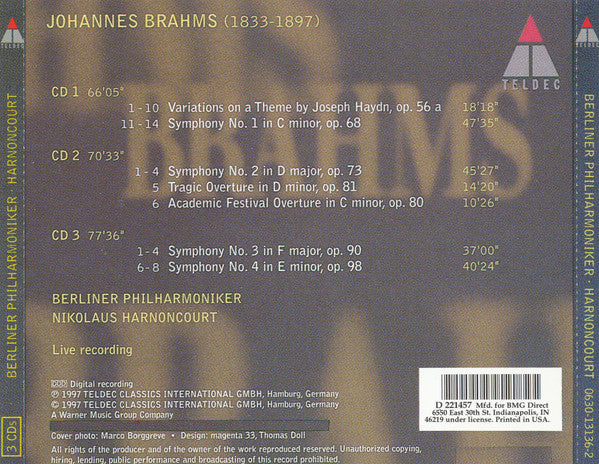 JOHANNES BRAHMS (1833-1897)
TELDEC
BRAHMS
CD 1 66'05"
1-10 Variations on a Theme by Joseph Haydn, op. 56 a 18'18"
11-14 Symphony No. 1 in C minor, op. 68 47'35"
CD 2 70'33"
1-4 Symphony No. 2 in D major, op. 73 45'27"
5 Tragic Overture in D minor, op. 81 14'20"
6 Academic Festival Overture in C minor, op. 80 10'26"
CD 3 77'36"
1-4 Symphony No. 3 in F major, op. 90 37'00"
6-8 Symphony No. 4 in E minor, op. 98 40'24"
BERLINER PHILHARMONIKER
NIKOLAUS HARNONCOURT
Live recording
DDD Digital recording
℗ 1997 TELDEC CLASSICS INTERNATIONAL GMBH, Hamburg, Germany
© 1997 TELDEC CLASSICS INTERNATIONAL GMBH, Hamburg, Germany
A Warner Music Group Company
Cover photo: Marco Borggreve • Design: magenta 33, Thomas Doll
All rights of the producer and of the owner of the work reproduced reserved. Unauthorized copying,
hiring, lending, public performance and broadcasting of this record prohibited.
D 221457 Mfd. for BMG Direct
6550 East 30th St. Indianapolis, IN
46219 under license. Printed in USA.
TELDEC
BERLINER PHILHARMONIKER · HARNONCOURT
3 CDs
TELDEC
BERLINER PHILHARMONIKER · HARNONCOURT 0630-13136-2